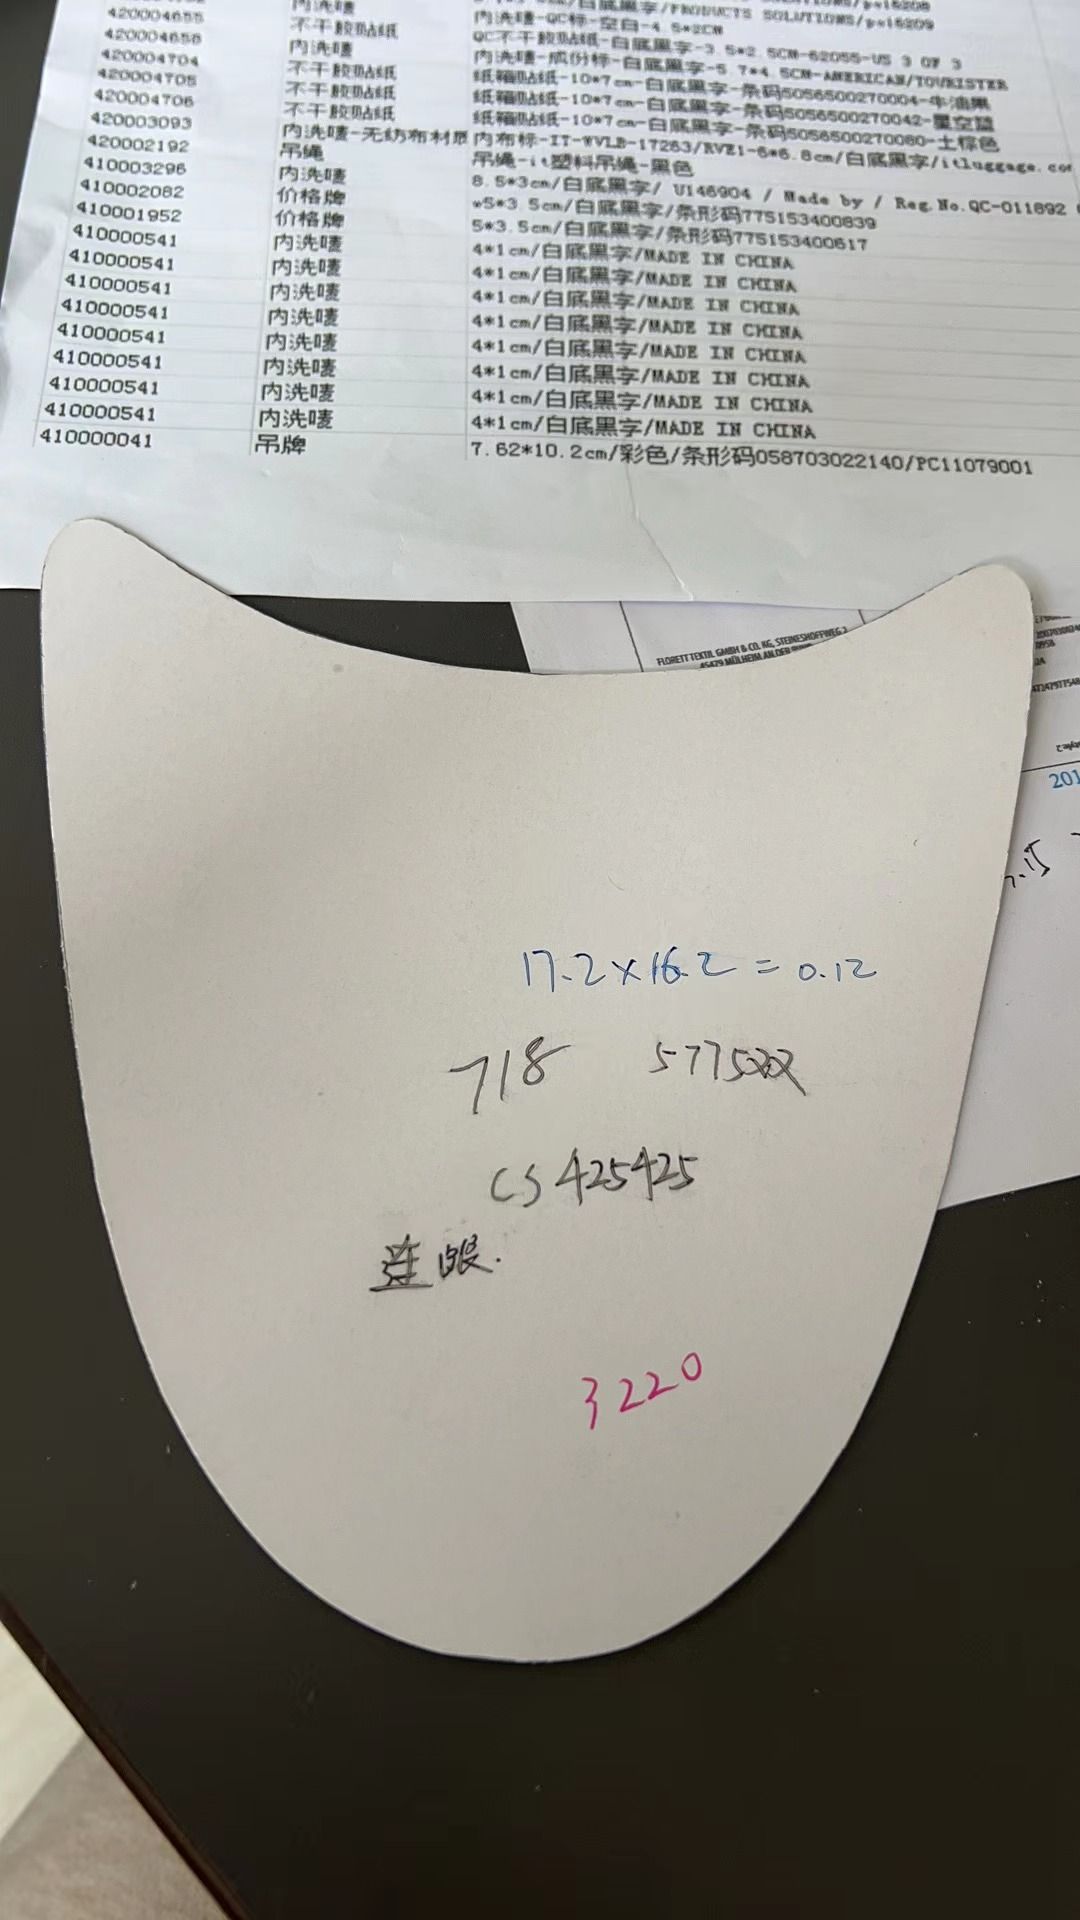 420004655 不干胶贴纸 内洗唛-QC标-空白-4.5*2CM
420004658 内洗唛 QC不干胶贴纸-白底黑字-3.5*2.5CM-62055-US 3 OF 3
420004704 不干胶贴纸 内洗唛-成份标-白底黑字-5.7*4.5CM-AMERICAN/TOURISTER
420004705 不干胶贴纸 纸箱贴纸-10*7cm-白底黑字-条码5056500270004-牛油果
420004706 不干胶贴纸 纸箱贴纸-10*7cm-白底黑字-条码5056500270042-星空蓝
420003093 内洗唛-无纺布材质 纸箱贴纸-10*7cm-白底黑字-条码5056500270080-土棕色
420002192 吊绳 内布标-IT-WVLB-17263/RVZ1-6*6.8cm/白底黑字/itluggage.co
410003296 内洗唛 吊绳-it塑料吊绳-黑色
410002082 价格牌 8.5*3cm/白底黑字/ U146904 / Made by / Reg.No.QC-011892
410001952 价格牌 w5*3.5cm/白底黑字/条形码775153400839
410000541 内洗唛 5*3.5cm/白底黑字/条形码775153400617
410000541 内洗唛 4*1cm/白底黑字/MADE IN CHINA
410000541 内洗唛 4*1cm/白底黑字/MADE IN CHINA
410000541 内洗唛 4*1cm/白底黑字/MADE IN CHINA
410000541 内洗唛 4*1cm/白底黑字/MADE IN CHINA
410000541 内洗唛 4*1cm/白底黑字/MADE IN CHINA
410000541 内洗唛 4*1cm/白底黑字/MADE IN CHINA
410000541 内洗唛 4*1cm/白底黑字/MADE IN CHINA
410000041 吊牌 4*1cm/白底黑字/MADE IN CHINA
7.62*10.2cm/彩色/条形码058703022140/PC11079001
FLORETT TEXTIL GMBH & CO. KG, STEINESHOFFWEG 2
45479 MÜLHEIM AN DER
201
17.2×16.2=0.12
718 577522
CS425425
3220